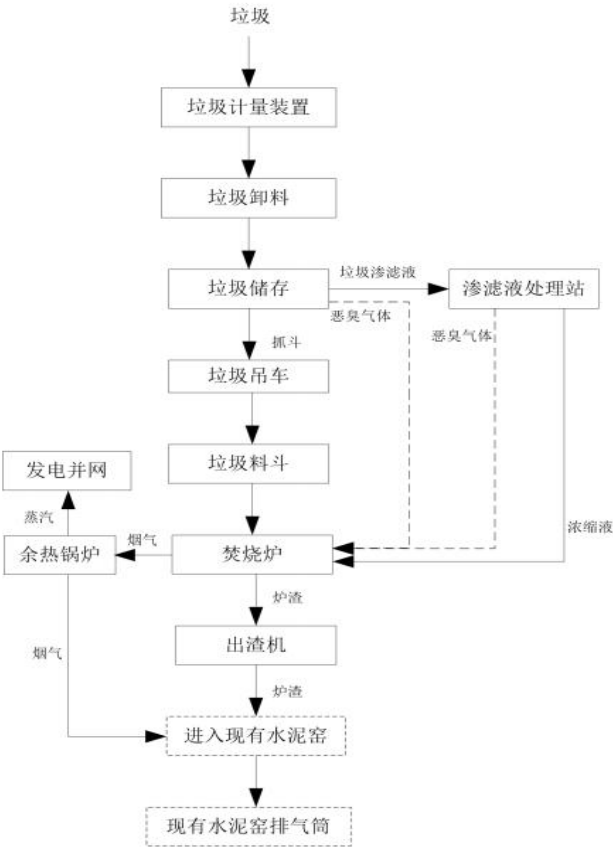 垃圾
垃圾计量装置
垃圾卸料
垃圾储存
垃圾渗滤液
渗滤液处理站
恶臭气体
恶臭气体
抓斗
垃圾吊车
垃圾料斗
发电并网
蒸汽
浓缩液
余热锅炉
烟气
焚烧炉
炉渣
出渣机
烟气
炉渣
进入现有水泥窑
现有水泥窑排气筒